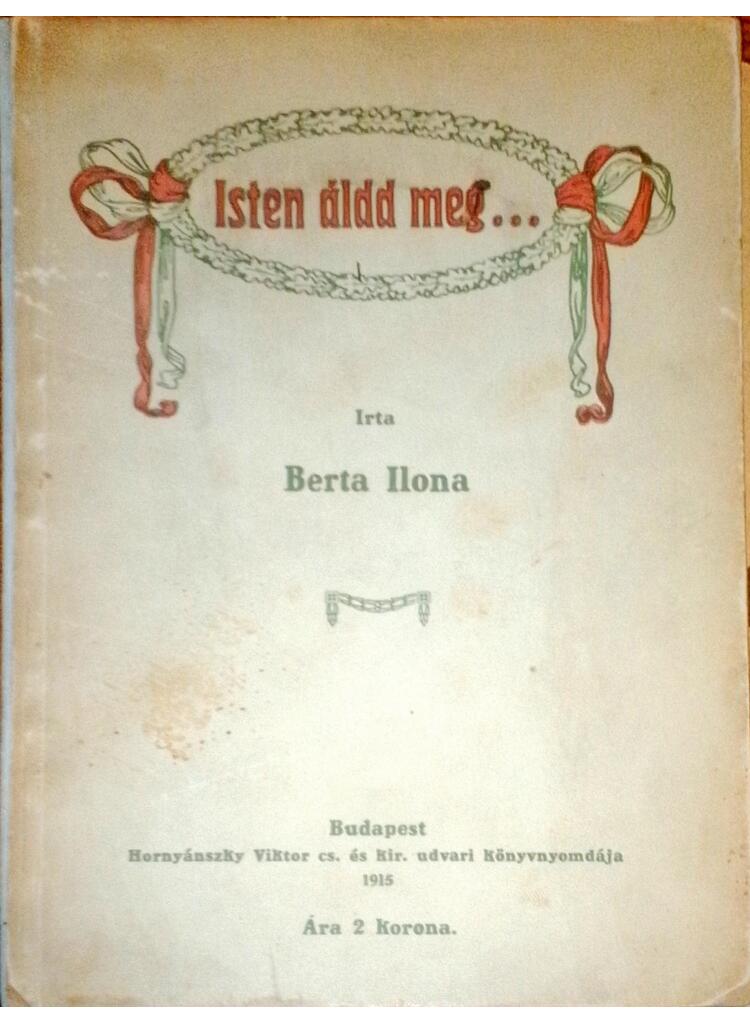 Isten áldd meg...
Irta
Berta Ilona
Budapest
Hornyánszky Viktor cs. és kir. udvari könyvnyomdája
1915
Ára 2 korona.